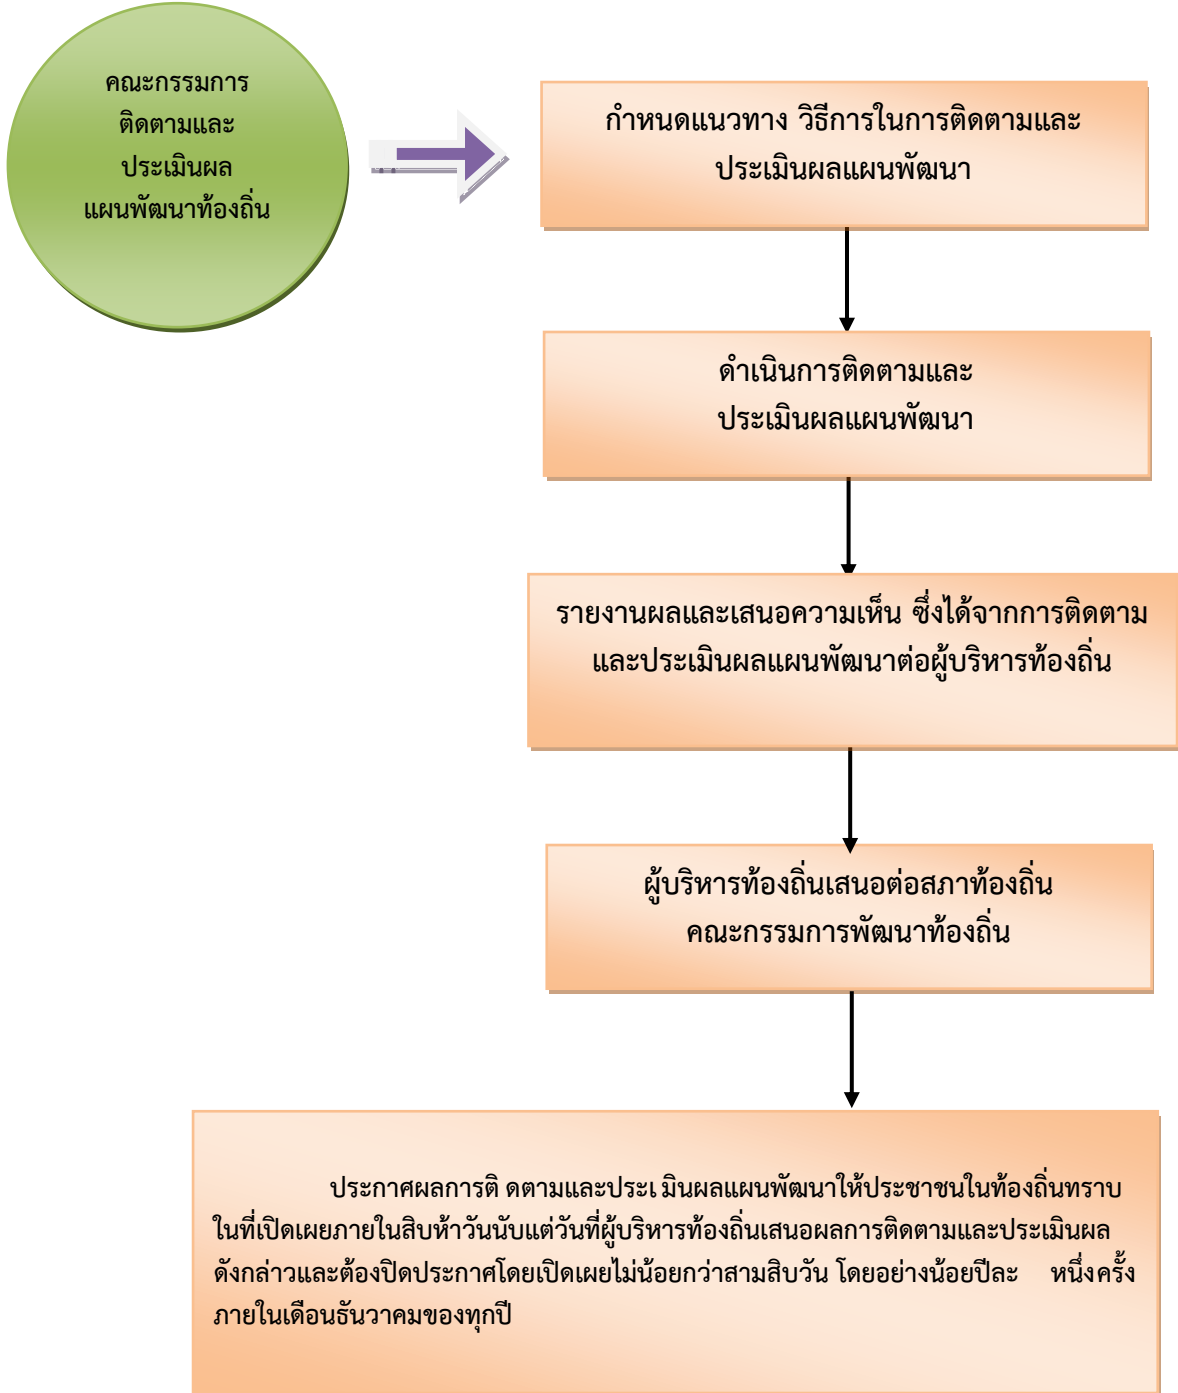 คณะกรรมการ
ติดตามและ
ประเมินผล
แผนพัฒนาท้องถิ่น
กำหนดแนวทาง วิธีการในการติดตามและ
ประเมินผลแผนพัฒนา
ดำเนินการติดตามและ
ประเมินผลแผนพัฒนา
รายงานผลและเสนอความเห็น ซึ่งได้จากการติดตาม
และประเมินผลแผนพัฒนาต่อผู้บริหารท้องถิ่น
ผู้บริหารท้องถิ่นเสนอต่อสภาท้องถิ่น
คณะกรรมการพัฒนาท้องถิ่น
ประกาศผลการติ ดตามและประเ มินผลแผนพัฒนาให้ประชาชนในท้องถิ่นทราบ
ในที่เปิดเผยภายในสิบห้าวันนับแต่วันที่ผู้บริหารท้องถิ่นเสนอผลการติดตามและประเมินผล
ดังกล่าวและต้องปิดประกาศโดยเปิดเผยไม่น้อยกว่าสามสิบวัน โดยอย่างน้อยปีละ หนึ่งครั้ง
ภายในเดือนธันวาคมของทุกปี